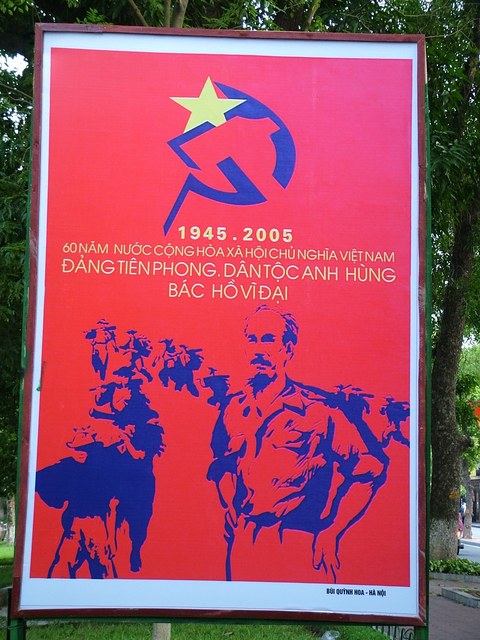 1945.2005
60 NĂM NƯỚC CỘNG HÒA XÃ HỘI CHỦ NGHĨA VIỆT NAM
ĐẢNG TIÊN PHONG. DÂN TỘC ANH HÙNG
BÁC HỒ VĨ ĐẠI
BÙI QUỲNH HOA - HÀ NỘI